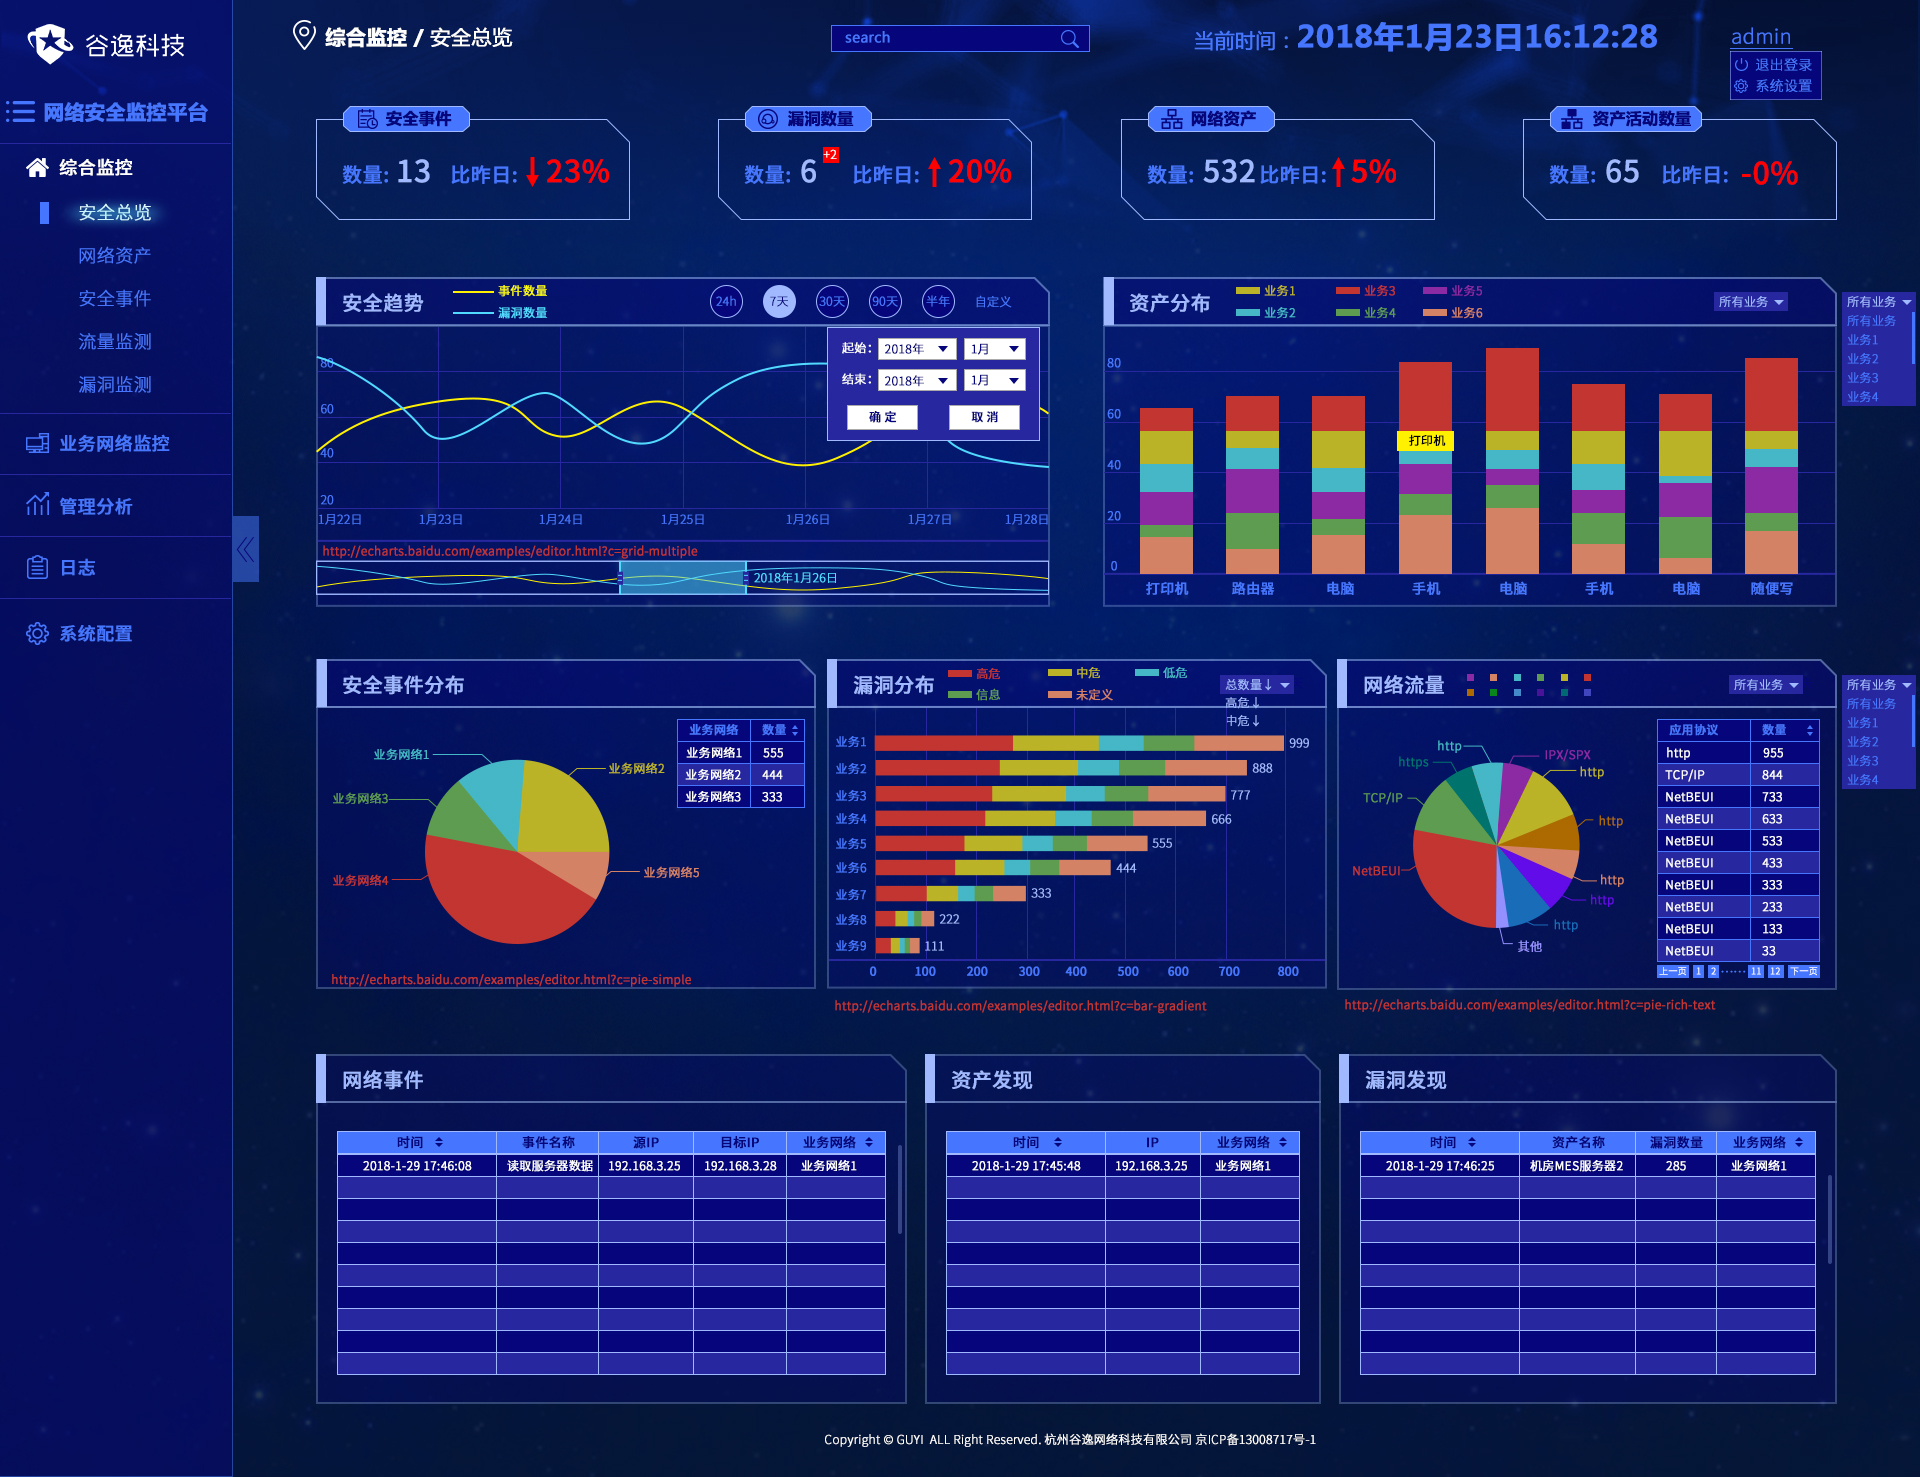 谷逸科技
网络安全监控平台
综合监控
安全总览
网络资产
安全事件
流量监测
漏洞监测
业务网络监控
管理分析
日志
系统配置
综合监控 / 安全总览
search
当前时间：2018年1月23日16:12:28
admin
退出登录
系统设置
安全事件
数量: 13 比昨日: 23%
漏洞数量
数量: 6 +2 比昨日: 20%
网络资产
数量: 532 比昨日: 5%
资产活动数量
数量: 65 比昨日: -0%
安全趋势
事件数量
漏洞数量
24h 7天 30天 90天 半年 自定义
起始: 2018年 1月
结束: 2018年 1月
确 定 取 消
80
60
40
20
1月22日 1月23日 1月24日 1月25日 1月26日 1月27日 1月28日
http://echarts.baidu.com/examples/editor.html?c=grid-multiple
2018年1月26日
资产分布
业务1 业务3 业务5
业务2 业务4 业务6
所有业务
所有业务
所有业务
业务1
业务2
业务3
业务4
80
60
40
20
0
打印机
打印机 路由器 电脑 手机 电脑 手机 电脑 随便写
安全事件分布
业务网络 数量
业务网络1 555
业务网络2 444
业务网络3 333
业务网络1
业务网络2
业务网络3
业务网络4
业务网络5
http://echarts.baidu.com/examples/editor.html?c=pie-simple
漏洞分布
高危 中危 低危
信息 未定义
总数量↓
高危↓
中危↓
业务1 999
业务2 888
业务3 777
业务4 666
业务5 555
业务6 444
业务7 333
业务8 222
业务9 111
0 100 200 300 400 500 600 700 800
http://echarts.baidu.com/examples/editor.html?c=bar-gradient
网络流量
所有业务
所有业务
所有业务
业务1
业务2
业务3
业务4
http
https
TCP/IP
NetBEUI
IPX/SPX
http
http
http
http
http
其他
应用协议 数量
http 955
TCP/IP 844
NetBEUI 733
NetBEUI 633
NetBEUI 533
NetBEUI 433
NetBEUI 333
NetBEUI 233
NetBEUI 133
NetBEUI 33
上一页 1 2 ······ 11 12 下一页
http://echarts.baidu.com/examples/editor.html?c=pie-rich-text
网络事件
时间 事件名称 源IP 目标IP 业务网络
2018-1-29 17:46:08 读取服务器数据 192.168.3.25 192.168.3.28 业务网络1
资产发现
时间 IP 业务网络
2018-1-29 17:45:48 192.168.3.25 业务网络1
漏洞发现
时间 资产名称 漏洞数量 业务网络
2018-1-29 17:46:25 机房MES服务器2 285 业务网络1
Copyright © GUYI ALL Right Reserved. 杭州谷逸网络科技有限公司 京ICP备13008717号-1